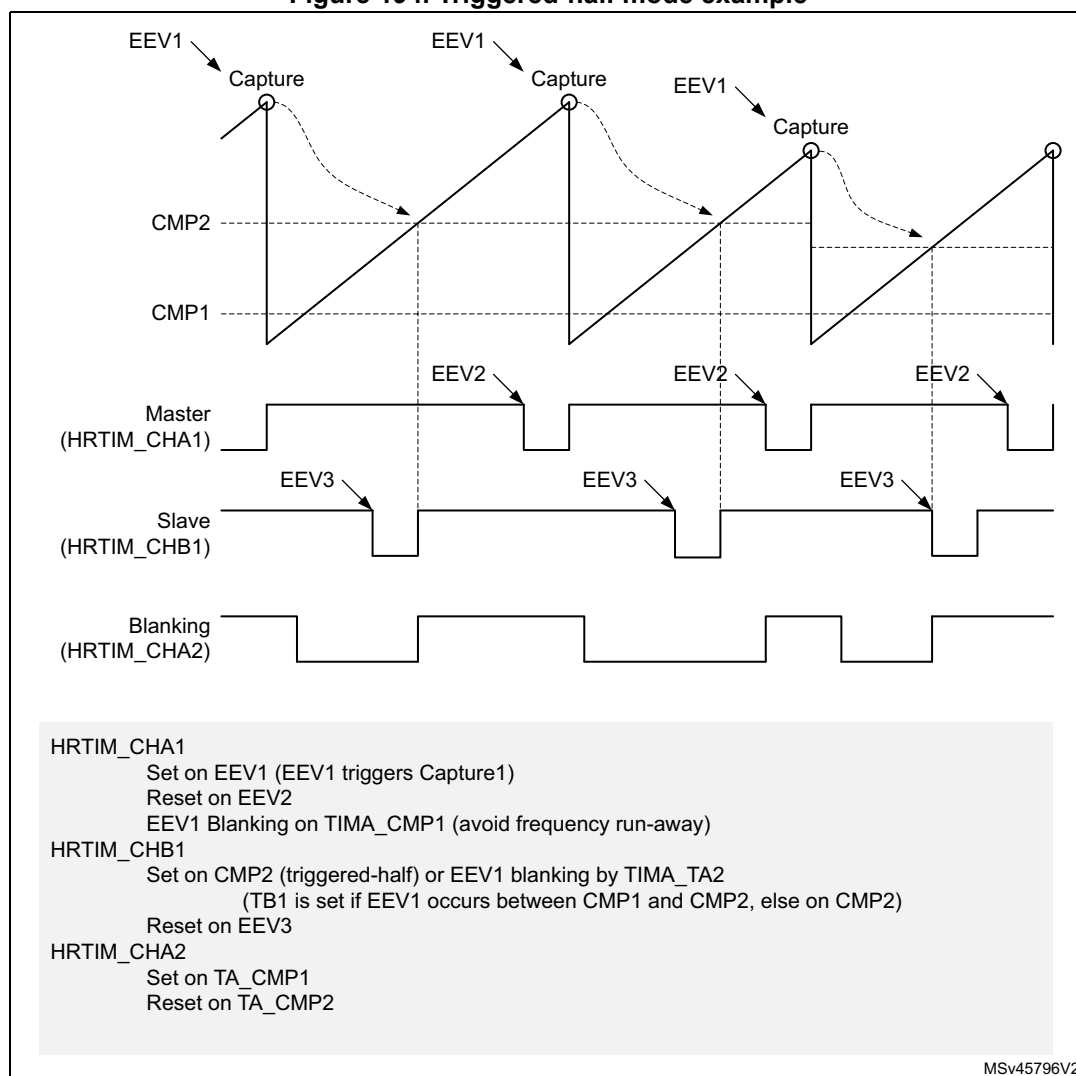 Figure Triggered-half mode example
EEV1
EEV1
EEV1
Capture
Capture
Capture
CMP2
CMP1
EEV2
EEV2
EEV2
Master
(HRTIM_CHA1)
EEV3
EEV3
EEV3
Slave
(HRTIM_CHB1)
Blanking
(HRTIM_CHA2)
HRTIM_CHA1
Set on EEV1 (EEV1 triggers Capture1)
Reset on EEV2
EEV1 Blanking on TIMA_CMP1 (avoid frequency run-away)
HRTIM_CHB1
Set on CMP2 (triggered-half) or EEV1 blanking by TIMA_TA2
(TB1 is set if EEV1 occurs between CMP1 and CMP2, else on CMP2)
Reset on EEV3
HRTIM_CHA2
Set on TA_CMP1
Reset on TA_CMP2
MSv45796V2